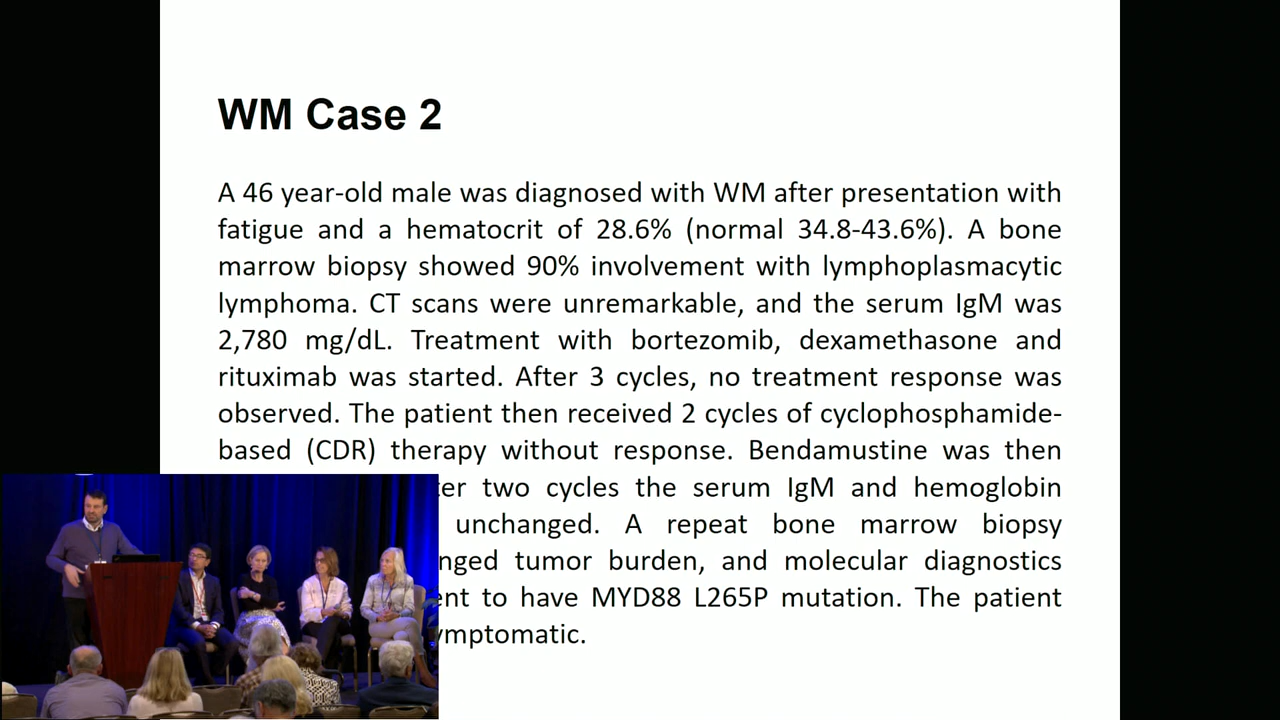 WM Case 2
A 46 year-old male was diagnosed with WM after presentation with
fatigue and a hematocrit of 28.6% (normal 34.8-43.6%). A bone
marrow biopsy showed 90% involvement with lymphoplasmacytic
lymphoma. CT scans were unremarkable, and the serum IgM was
2,780 mg/dL. Treatment with bortezomib, dexamethasone and
rituximab was started. After 3 cycles, no treatment response was
observed. The patient then received 2 cycles of cyclophosphamide-
based (CDR) therapy without response. Bendamustine was then
two cycles the serum IgM and hemoglobin
unchanged. A repeat bone marrow biopsy
tumor burden, and molecular diagnostics
to have MYD88 L265P mutation. The patient